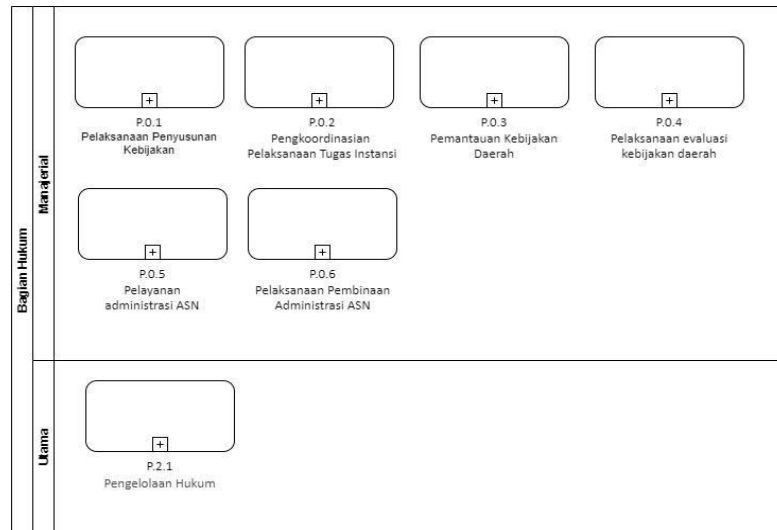 Bagian Hukum
Manajerial
P.0.1
Pelaksanaan Penyusunan
Kebijakan
P.0.2
Pengkoordinasian
Pelaksanaan Tugas Instansi
P.0.3
Pemantauan Kebijakan
Daerah
P.0.4
Pelaksanaan evaluasi
kebijakan daerah
P.0.5
Pelayanan
administrasi ASN
P.0.6
Pelaksanaan Pembinaan
Administrasi ASN
Utama
P.2.1
Pengelolaan Hukum